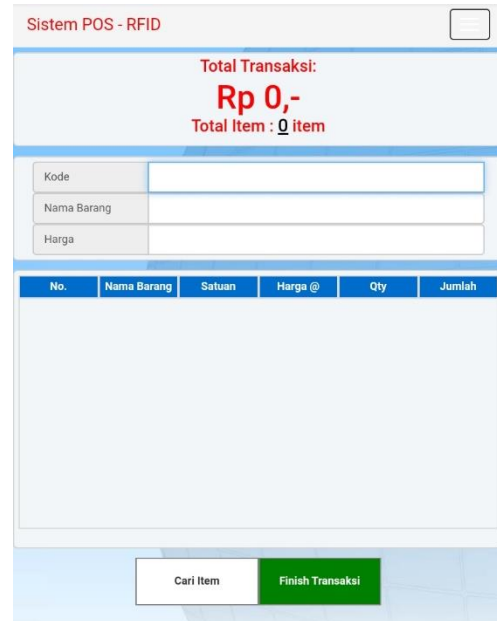 Sistem POS - RFID
Total Transaksi:
Rp 0,-
Total Item : 0 item
Kode
Nama Barang
Harga
No. Nama Barang Satuan Harga @ Qty Jumlah
Cari Item Finish Transaksi